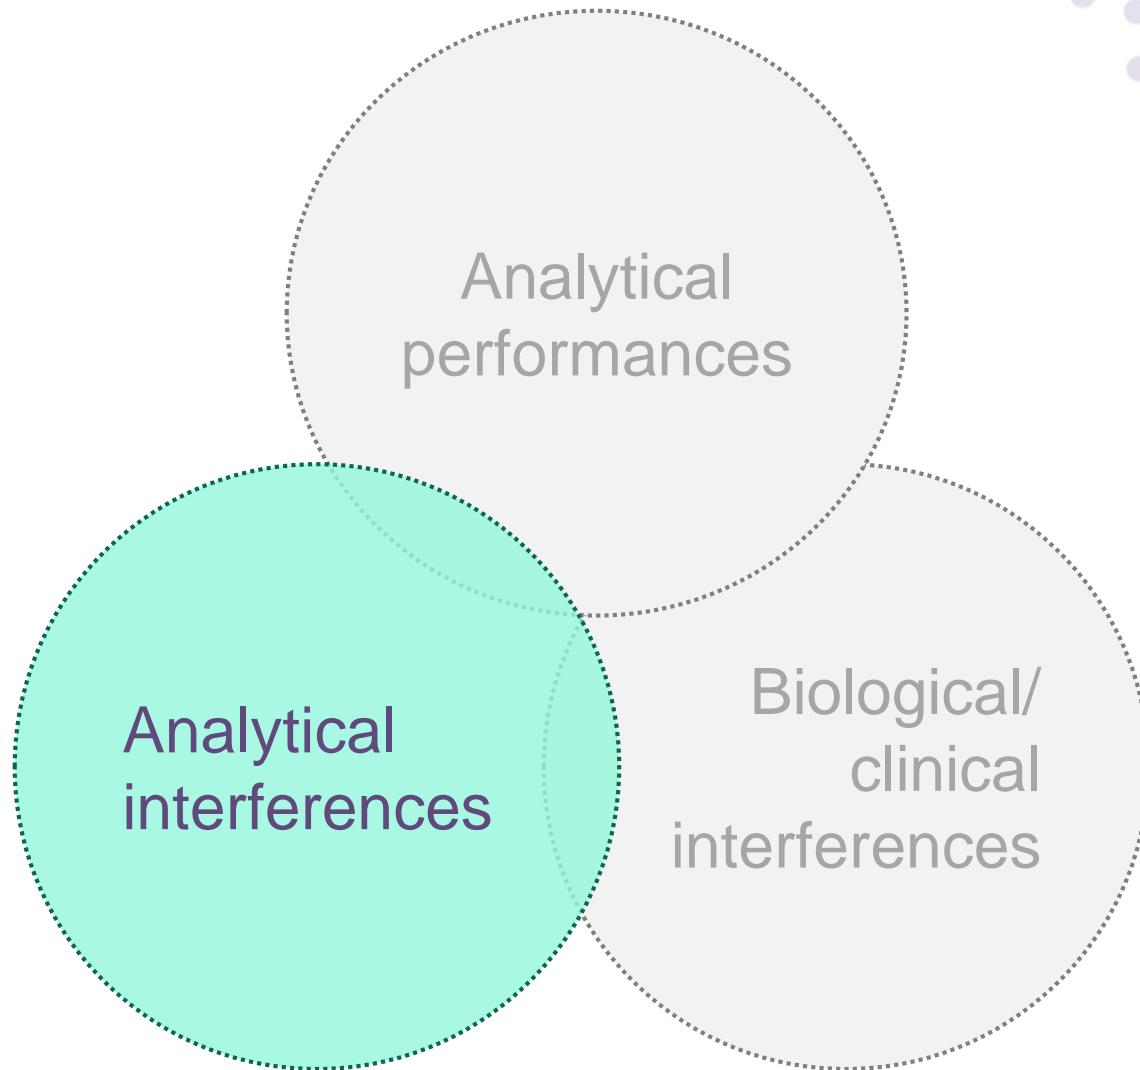 Analytical
performances
Analytical
interferences
Biological/
clinical
interferences